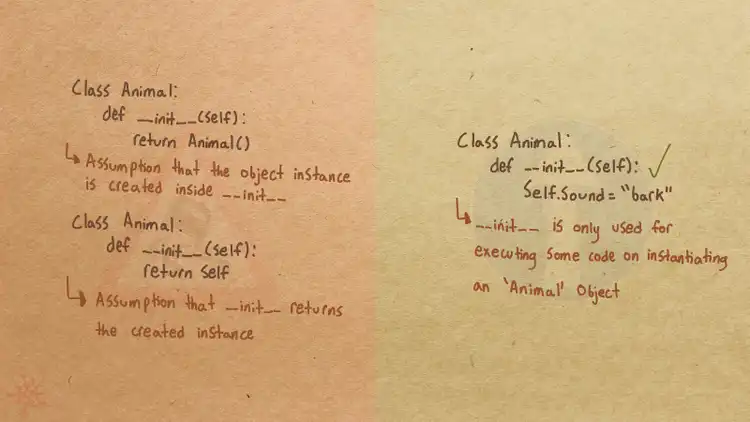 Class Animal:
def __init__(self):
return Animal()
Assumption that the object instance
is created inside __init__
Class Animal:
def __init__(self):
return Self
Assumption that __init__ returns
the created instance
Class Animal:
def __init__(self):
Self.Sound = "bark"
__init__ is only used for
executing some code on instantiating
an 'Animal' Object